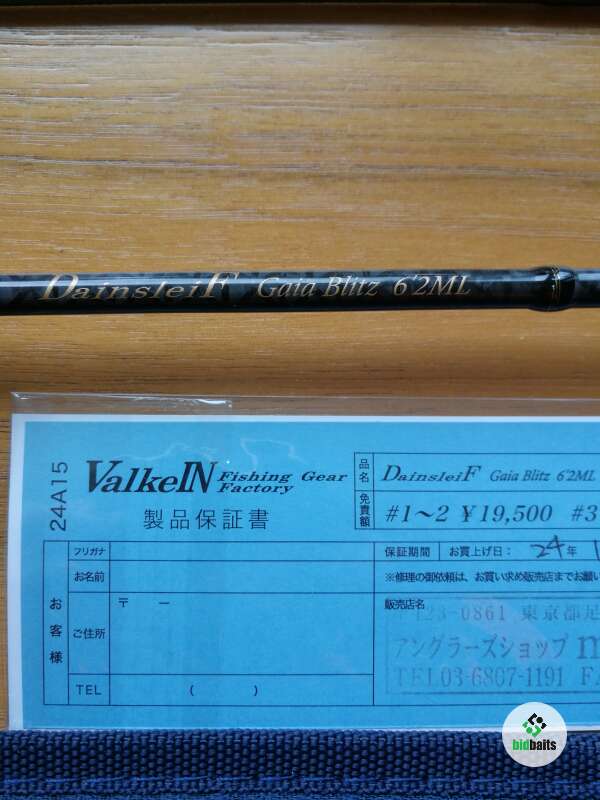 DainsleiF Gaia Blitz 6'2ML
24A15
ValkeIN Fishing Gear Factory
製品保証書
品名 DainsleiF Gaia Blitz 6'2ML
免責額 #1～2 ¥19,500 #3
フリガナ
お名前
お客様
〒 ー
ご住所
TEL ( )
保証期間 お買上げ日: 24年
※修理の御依頼は、お買い求め販売店までお願い
販売店名
123-0861 東京都足
アングラーズショップ m
TEL03-6807-1191 FA
bidbaits